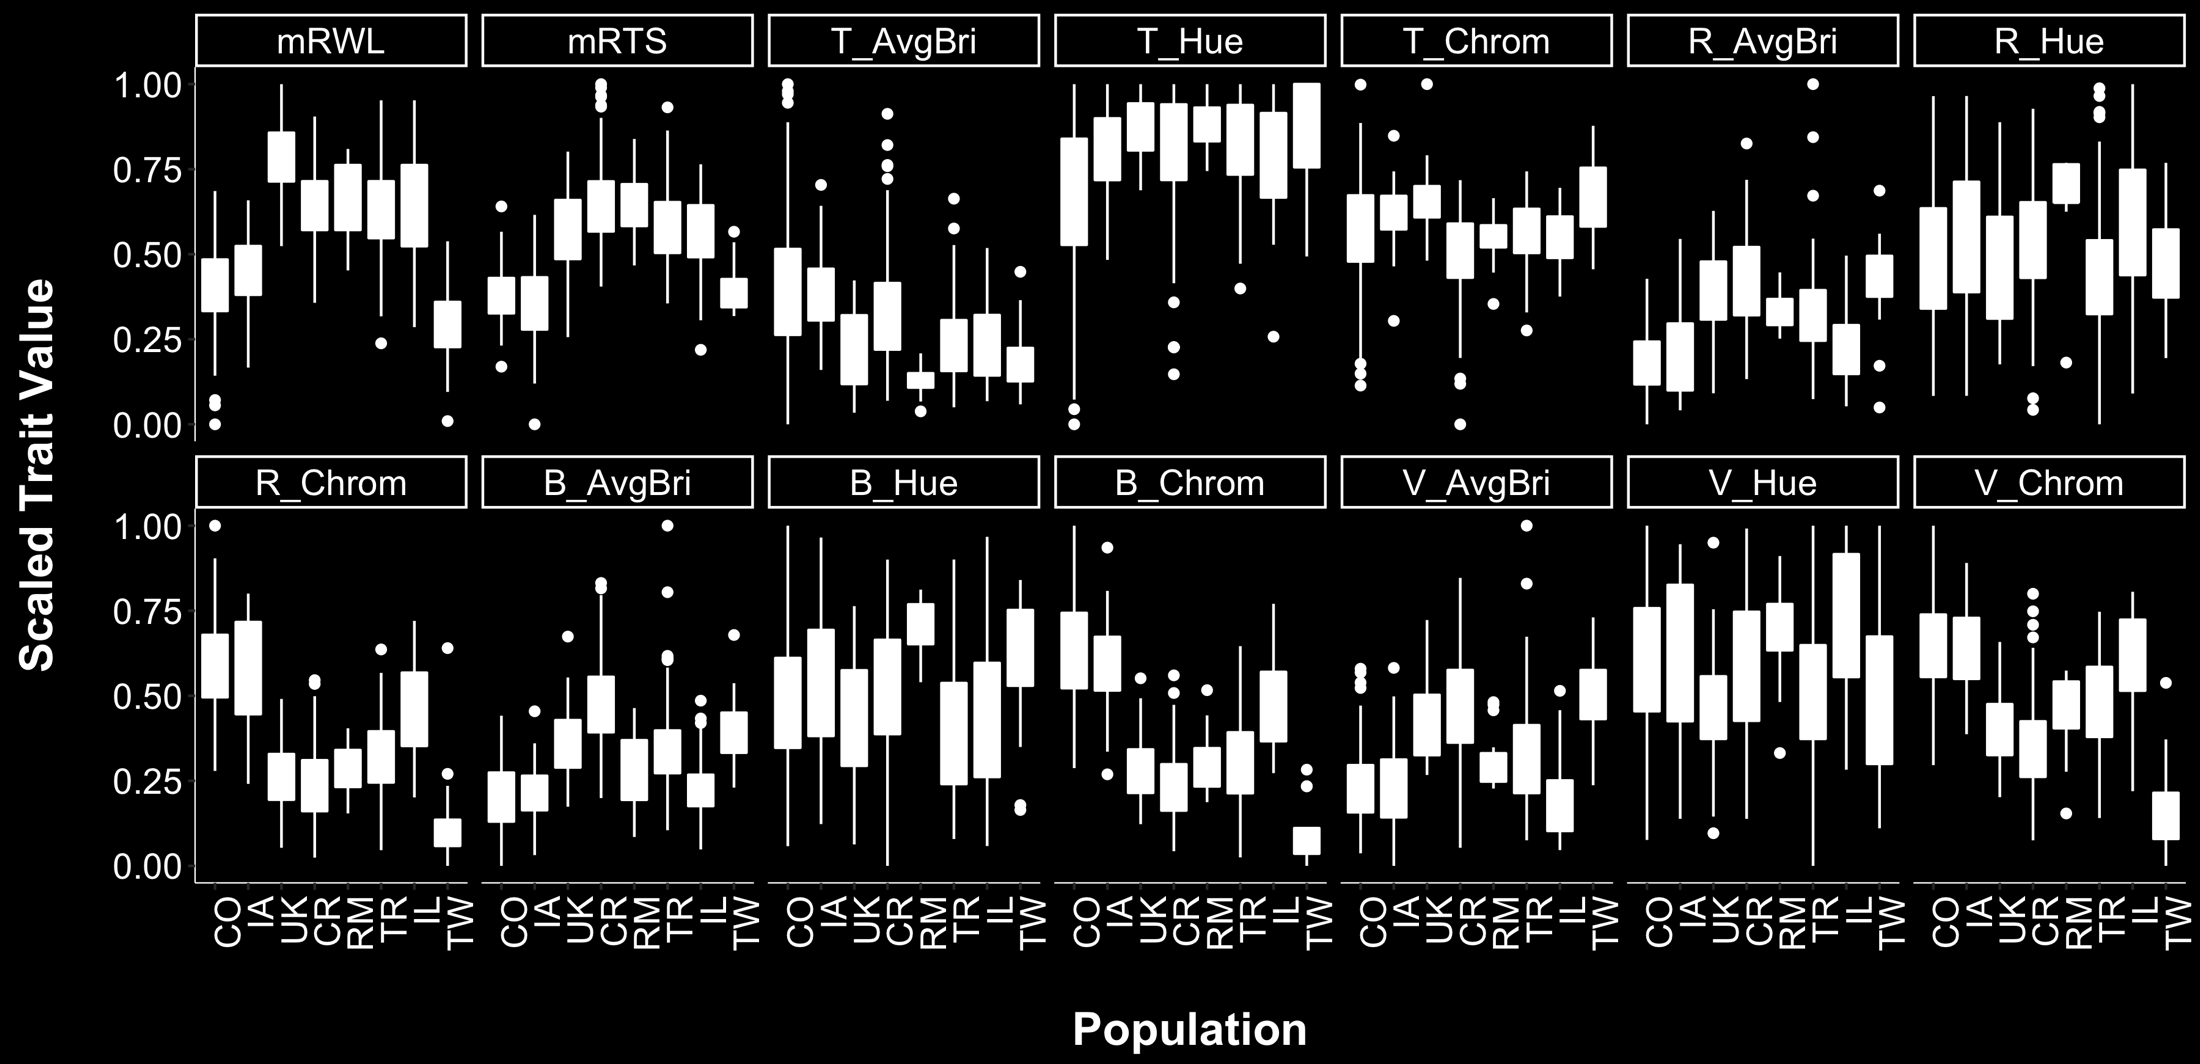 mRWL mRTS T_AvgBri T_Hue T_Chrom R_AvgBri R_Hue
1.00
0.75
0.50
0.25
0.00
R_Chrom B_AvgBri B_Hue B_Chrom V_AvgBri V_Hue V_Chrom
1.00
0.75
0.50
0.25
0.00
Scaled Trait Value
CO IA UK CR RM TR IL TW CO IA UK CR RM TR IL TW CO IA UK CR RM TR IL TW CO IA UK CR RM TR IL TW CO IA UK CR RM TR IL TW CO IA UK CR RM TR IL TW CO IA UK CR RM TR IL TW
Population